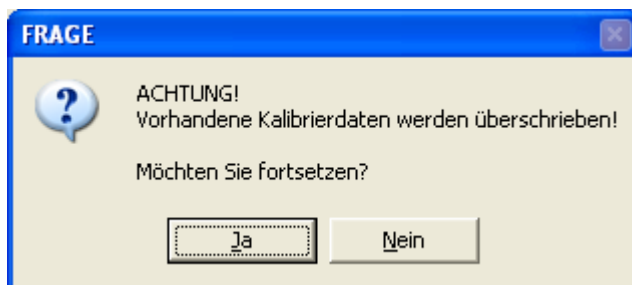 FRAGE
ACHTUNG!
Vorhandene Kalibrierdaten werden überschrieben!
Möchten Sie fortsetzen?
Ja
Nein